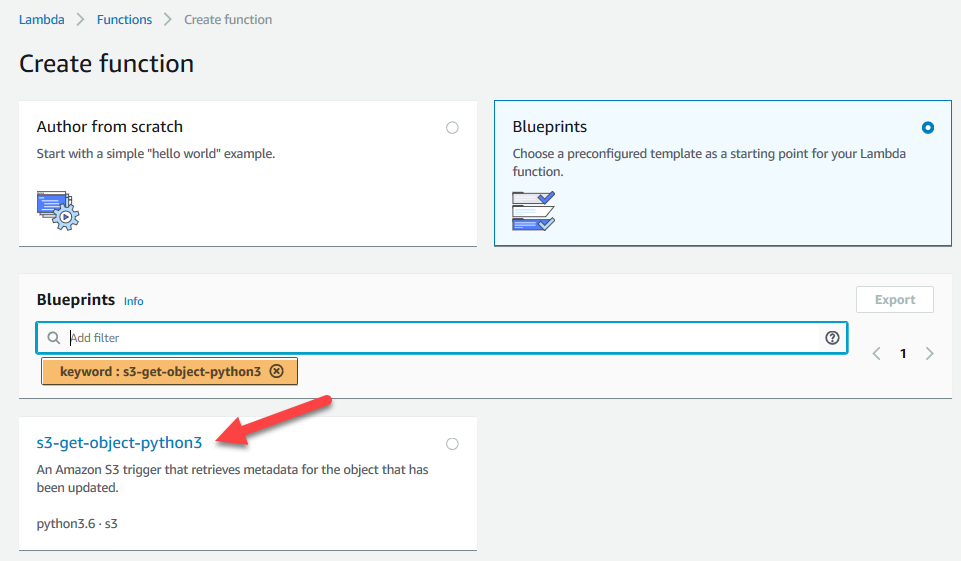 Lambda > Functions > Create function
Create function
Author from scratch
Start with a simple "hello world" example.
Blueprints
Choose a preconfigured template as a starting point for your Lambda
function.
Blueprints Info
Export
Add filter
1
keyword : s3-get-object-python3
s3-get-object-python3
An Amazon S3 trigger that retrieves metadata for the object that has
been updated.
python3.6 · s3